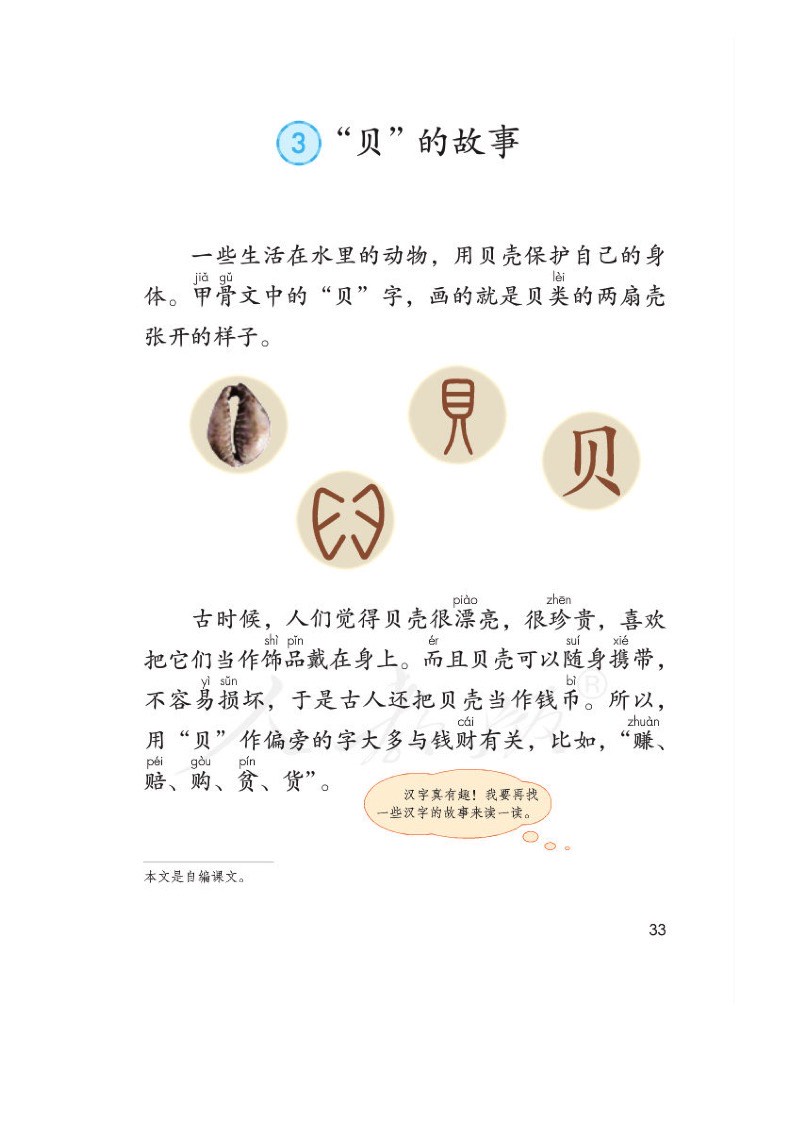 3 “贝”的故事
一些生活在水里的动物，用贝壳保护自己的身
jiǎ gǔ lèi
体。甲骨文中的“贝”字，画的就是贝类的两扇壳
张开的样子。
貝
贝
piào zhēn
古时候，人们觉得贝壳很漂亮，很珍贵，喜欢
shì pǐn ér suí xié
把它们当作饰品戴在身上。而且贝壳可以随身携带，
yì sǔn bì
不容易损坏，于是古人还把贝壳当作钱币。所以，
cái zhuàn
用“贝”作偏旁的字大多与钱财有关，比如，“赚、
péi gòu pín
赔、购、贫、货”。
汉字真有趣！我要再找
一些汉字的故事来读一读。
人教版®
本文是自编课文。
33